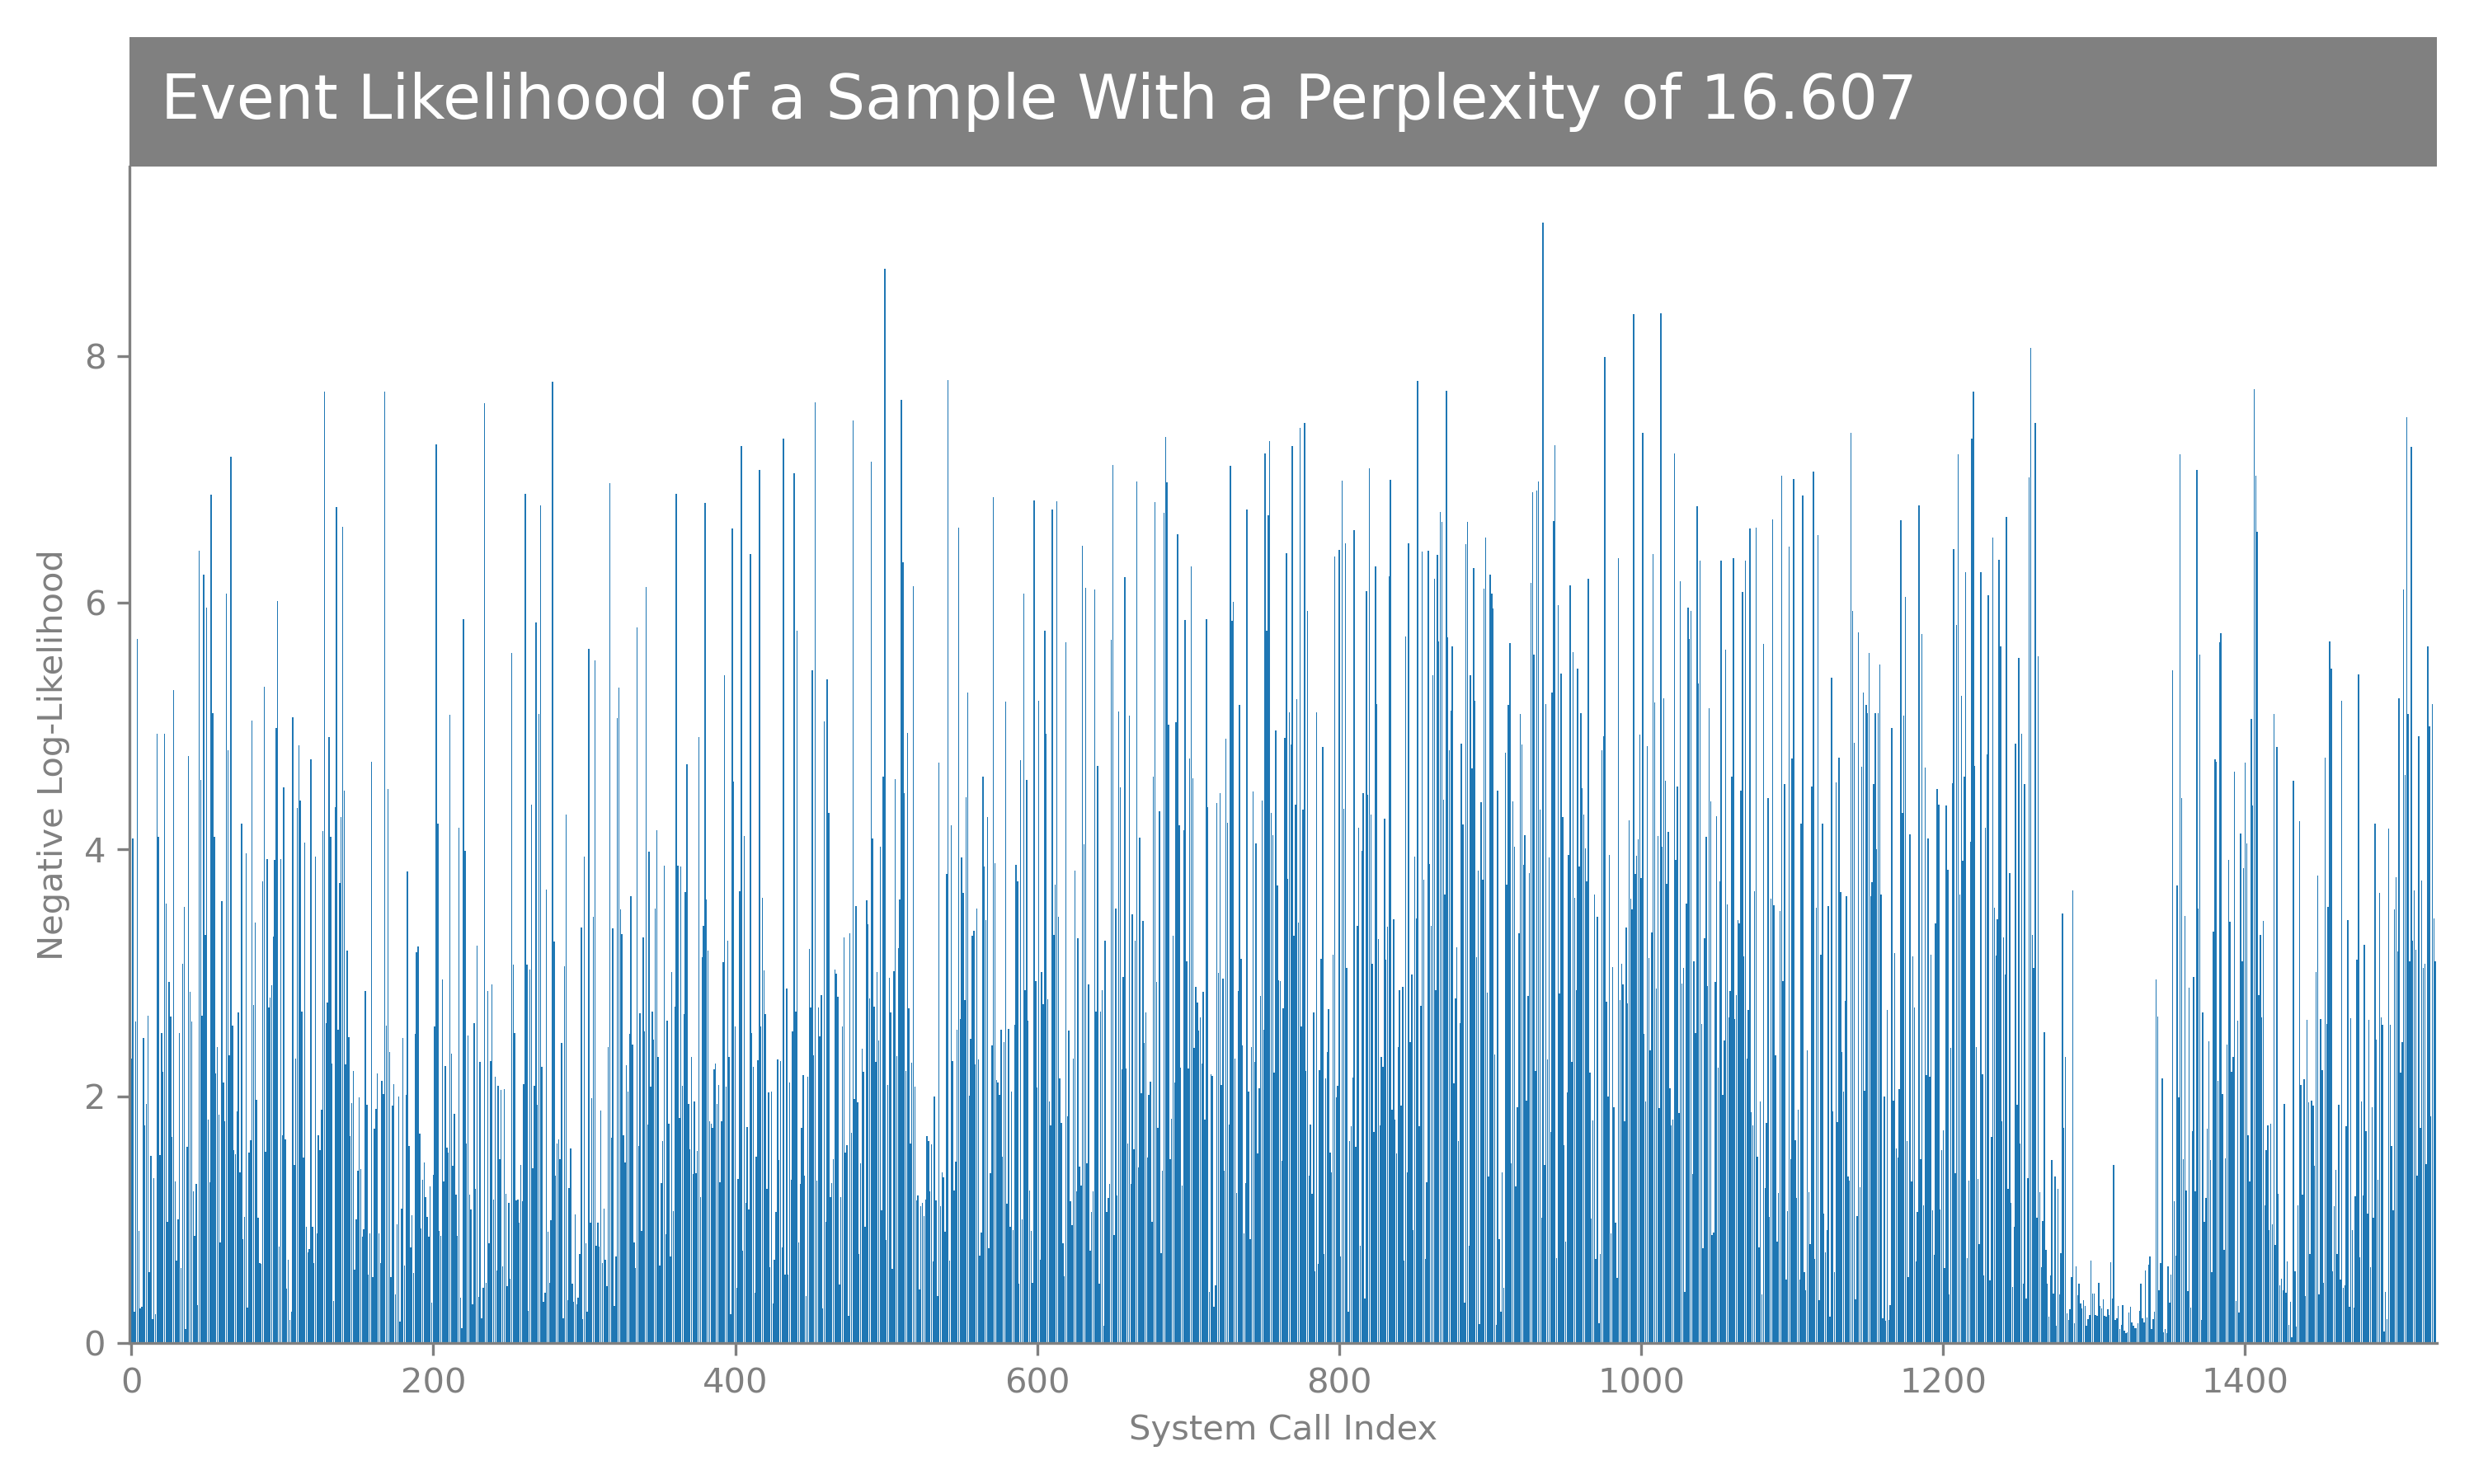 Event Likelihood of a Sample With a Perplexity of 16.607
Negative Log-Likelihood
8
6
4
2
0
0 200 400 600 800 1000 1200 1400
System Call Index